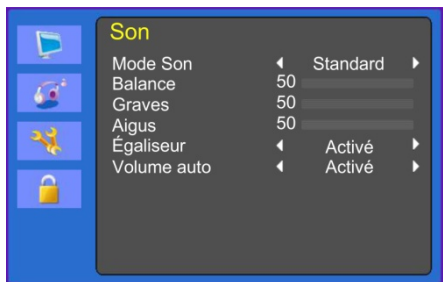 Son
Mode Son Standard
Balance 50
Graves 50
Aigus 50
Égaliseur Activé
Volume auto Activé